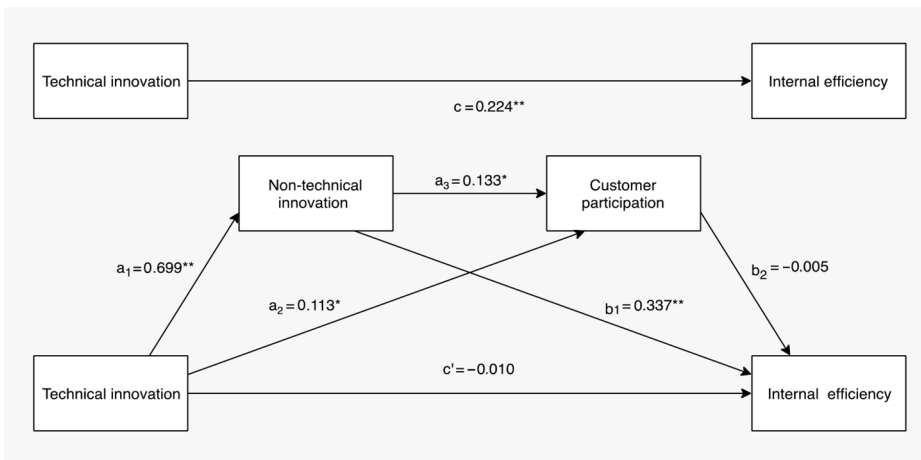 Technical innovation
Internal efficiency
c=0.224**
Non-technical
innovation
a₃=0.133*
Customer
participation
a₁=0.699**
b₂=−0.005
a₂=0.113*
b₁=0.337**
c'=−0.010
Technical innovation
Internal efficiency